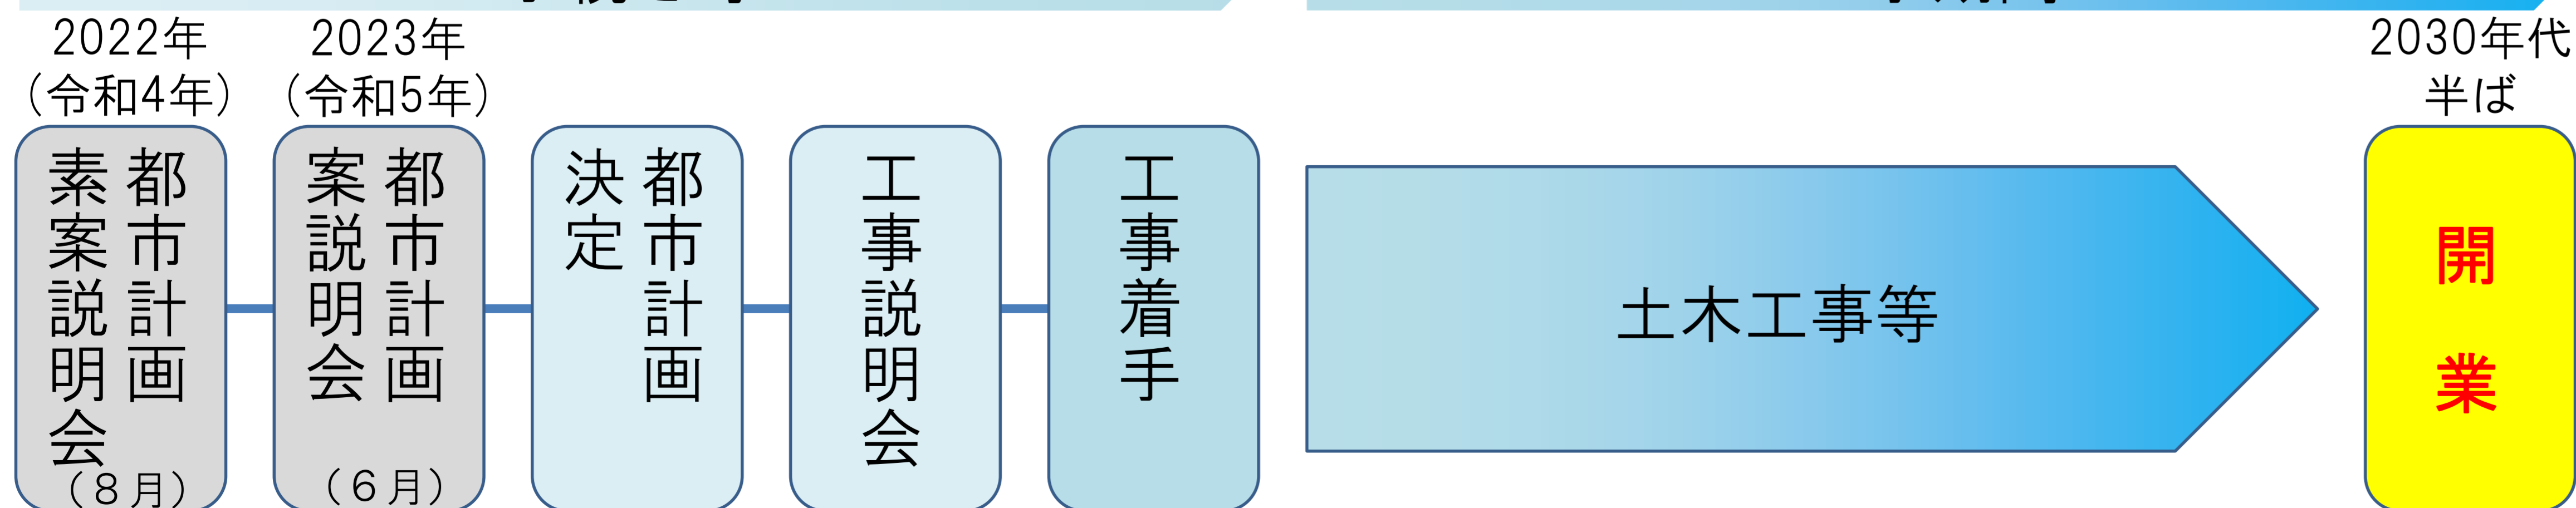 2022年
(令和4年)
2023年
(令和5年)
2030年代
半ば
都市計画
素案説明会
(8月)
都市計画
案説明会
(6月)
都市計画
決定
工事説明会
工事着手
土木工事等
開業